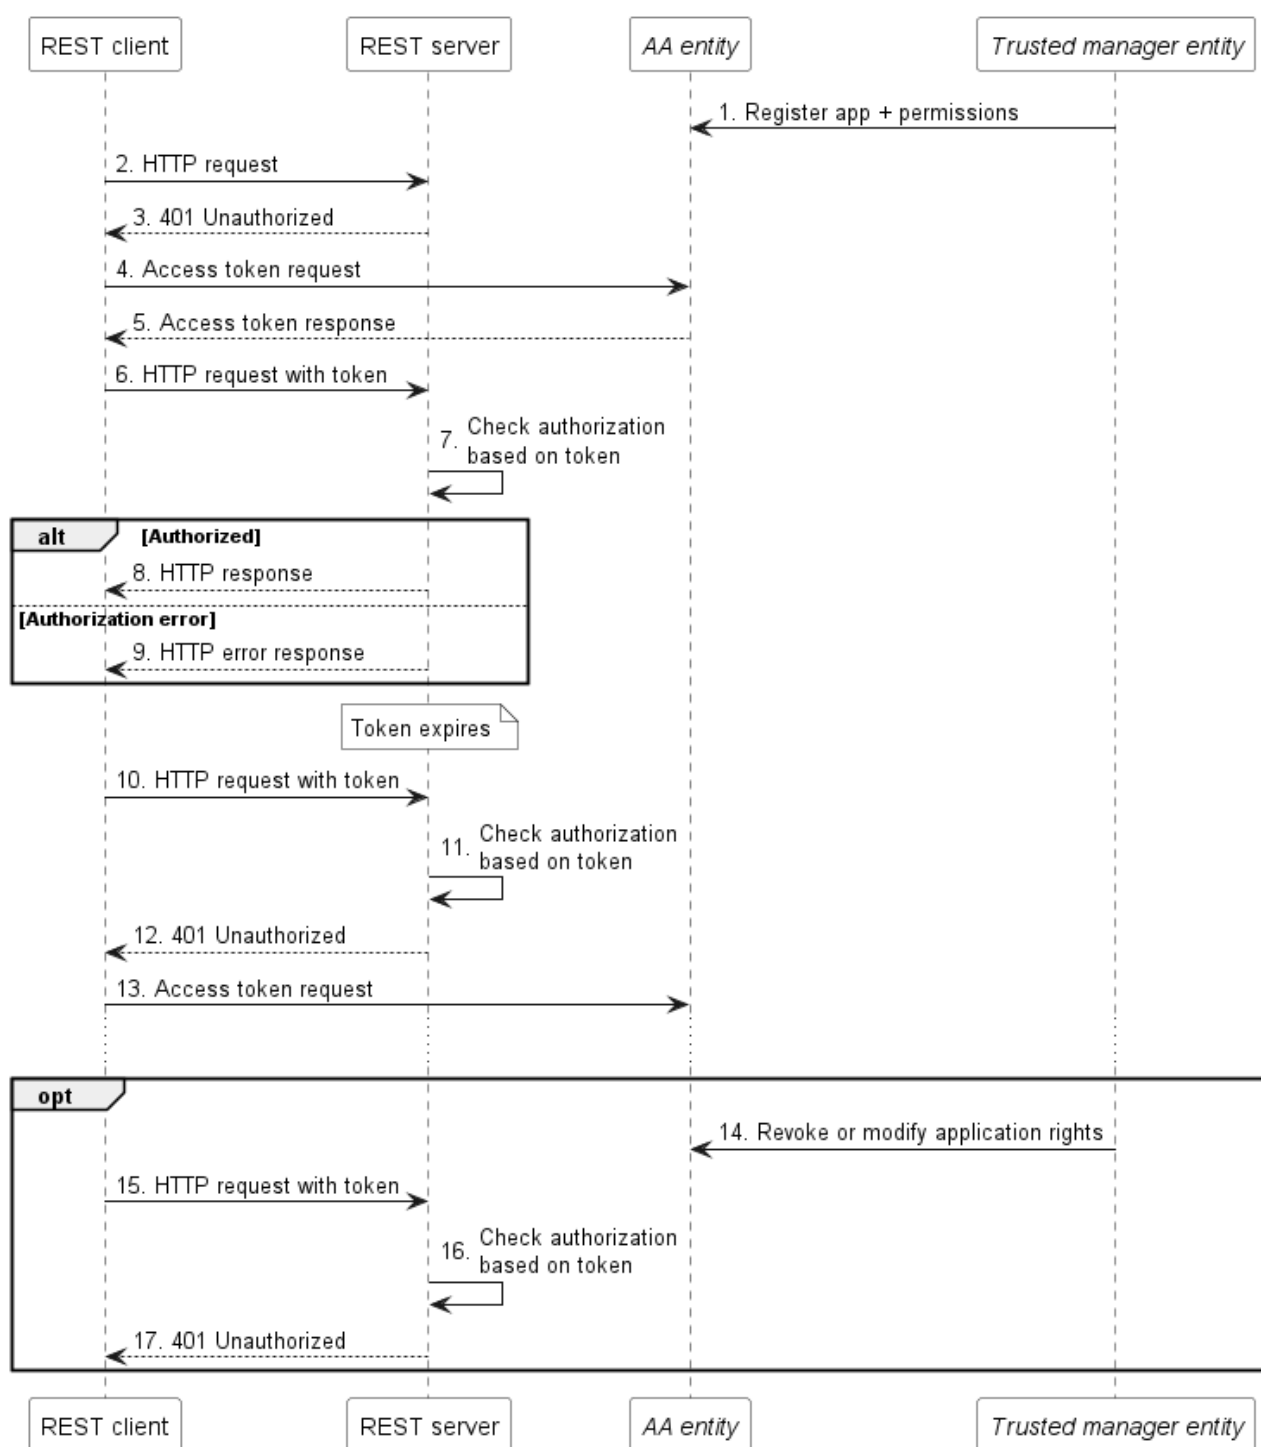 REST client
REST server
AA entity
Trusted manager entity
1. Register app + permissions
2. HTTP request
3. 401 Unauthorized
4. Access token request
5. Access token response
6. HTTP request with token
7. Check authorization
based on token
alt [Authorized]
8. HTTP response
[Authorization error]
9. HTTP error response
Token expires
10. HTTP request with token
11. Check authorization
based on token
12. 401 Unauthorized
13. Access token request
opt
14. Revoke or modify application rights
15. HTTP request with token
16. Check authorization
based on token
17. 401 Unauthorized
REST client
REST server
AA entity
Trusted manager entity